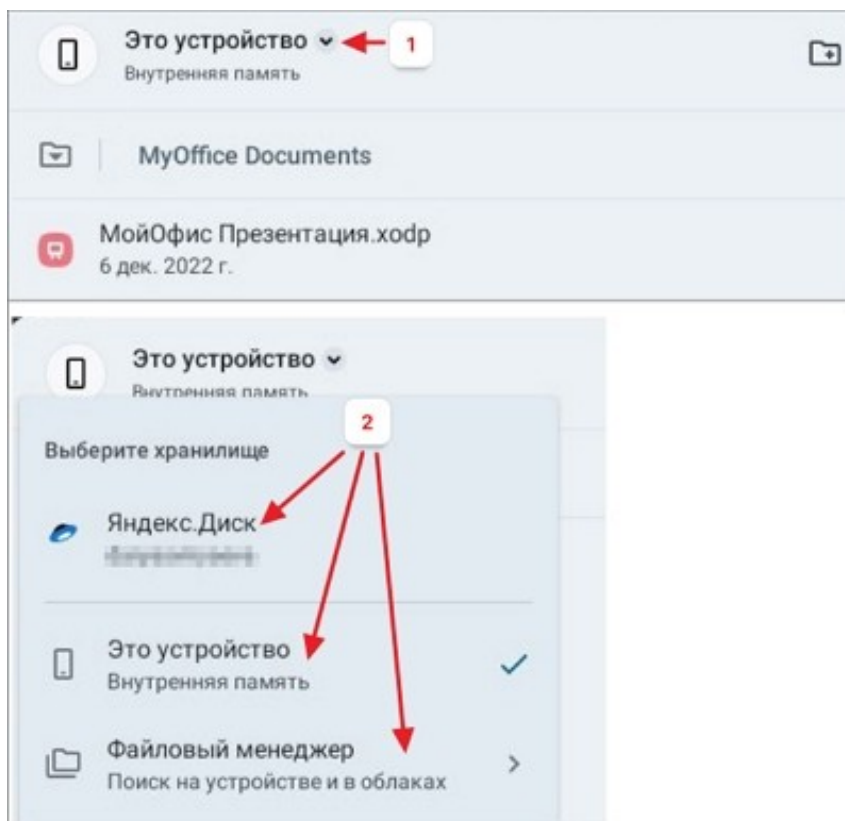 Это устройство
1
Внутренняя память
MyOffice Documents
МойОфис Презентация.xodp
6 дек. 2022 г.
Это устройство
Внутренняя память
2
Выберите хранилище
Яндекс.Диск
Это устройство
Внутренняя память
Файловый менеджер
Поиск на устройстве и в облаках